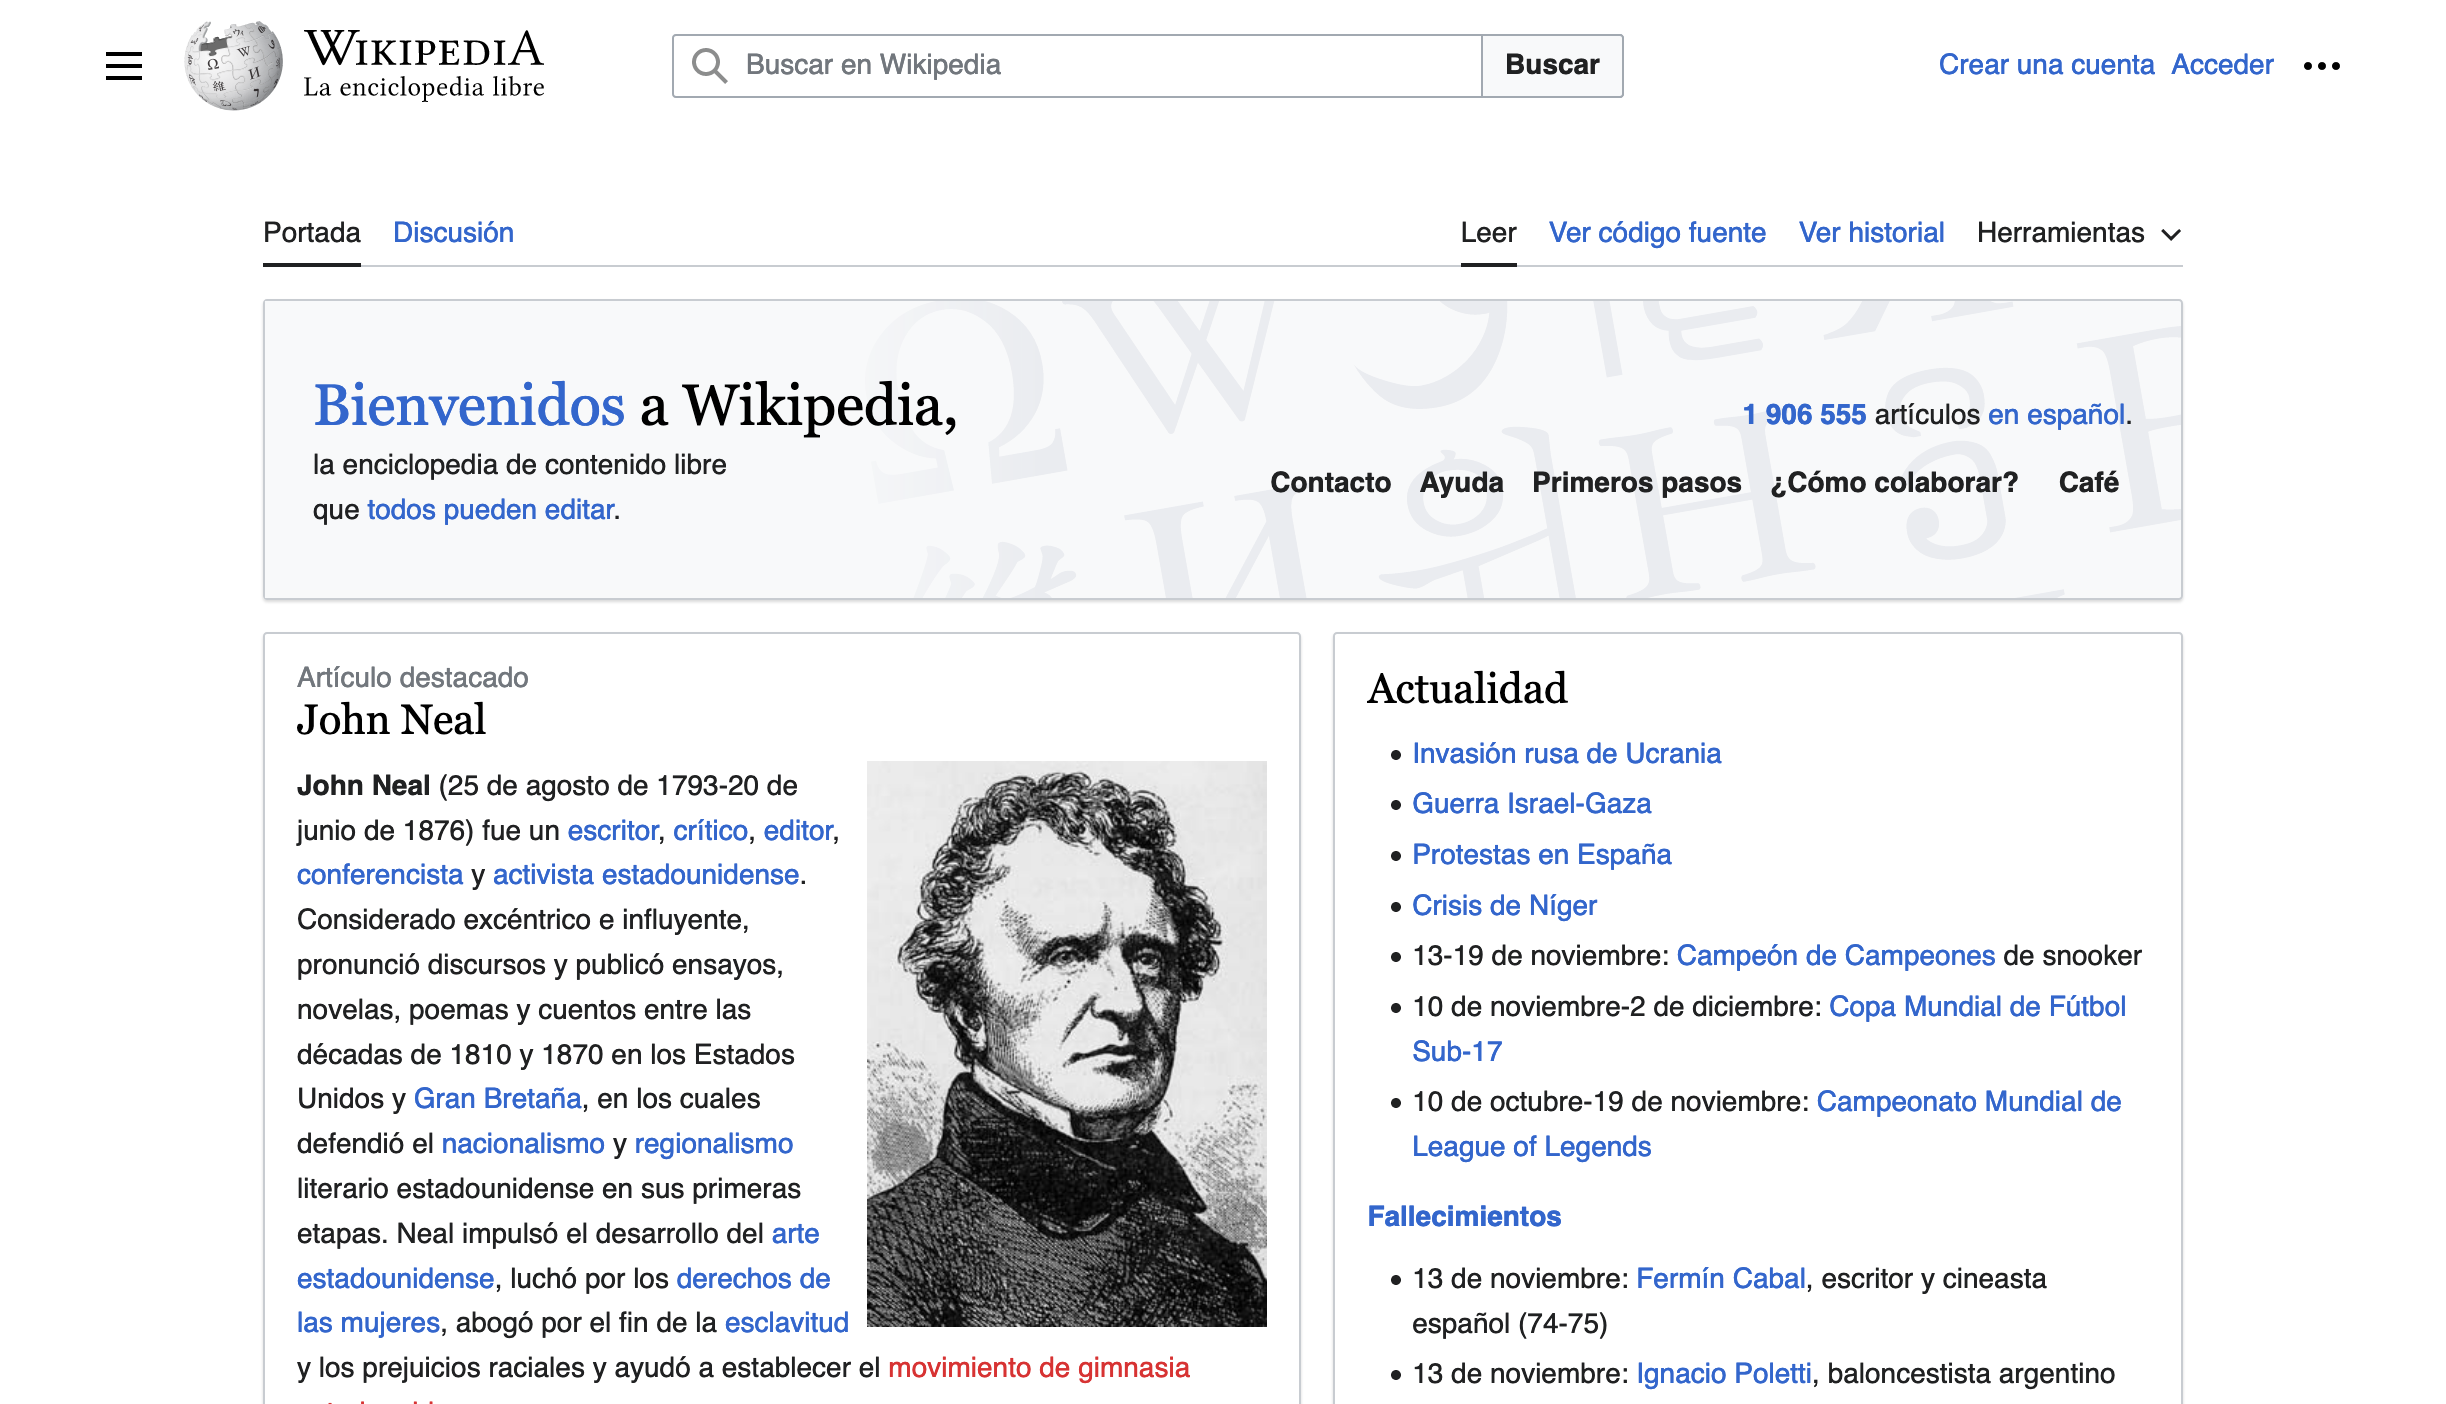 WIKIPEDIA
La enciclopedia libre
Buscar en Wikipedia
Buscar
Crear una cuenta Acceder
Portada Discusión
Leer Ver código fuente Ver historial Herramientas
Bienvenidos a Wikipedia,
la enciclopedia de contenido libre
que todos pueden editar.
1 906 555 artículos en español.
Contacto Ayuda Primeros pasos ¿Cómo colaborar? Café
Artículo destacado
John Neal
John Neal (25 de agosto de 1793-20 de
junio de 1876) fue un escritor, crítico, editor,
conferencista y activista estadounidense.
Considerado excéntrico e influyente,
pronunció discursos y publicó ensayos,
novelas, poemas y cuentos entre las
décadas de 1810 y 1870 en los Estados
Unidos y Gran Bretaña, en los cuales
defendió el nacionalismo y regionalismo
literario estadounidense en sus primeras
etapas. Neal impulsó el desarrollo del arte
estadounidense, luchó por los derechos de
las mujeres, abogó por el fin de la esclavitud
y los prejuicios raciales y ayudó a establecer el movimiento de gimnasia
Actualidad
Invasión rusa de Ucrania
Guerra Israel-Gaza
Protestas en España
Crisis de Níger
13-19 de noviembre: Campeón de Campeones de snooker
10 de noviembre-2 de diciembre: Copa Mundial de Fútbol
Sub-17
10 de octubre-19 de noviembre: Campeonato Mundial de
League of Legends
Fallecimientos
13 de noviembre: Fermín Cabal, escritor y cineasta
español (74-75)
13 de noviembre: Ignacio Poletti, baloncestista argentino